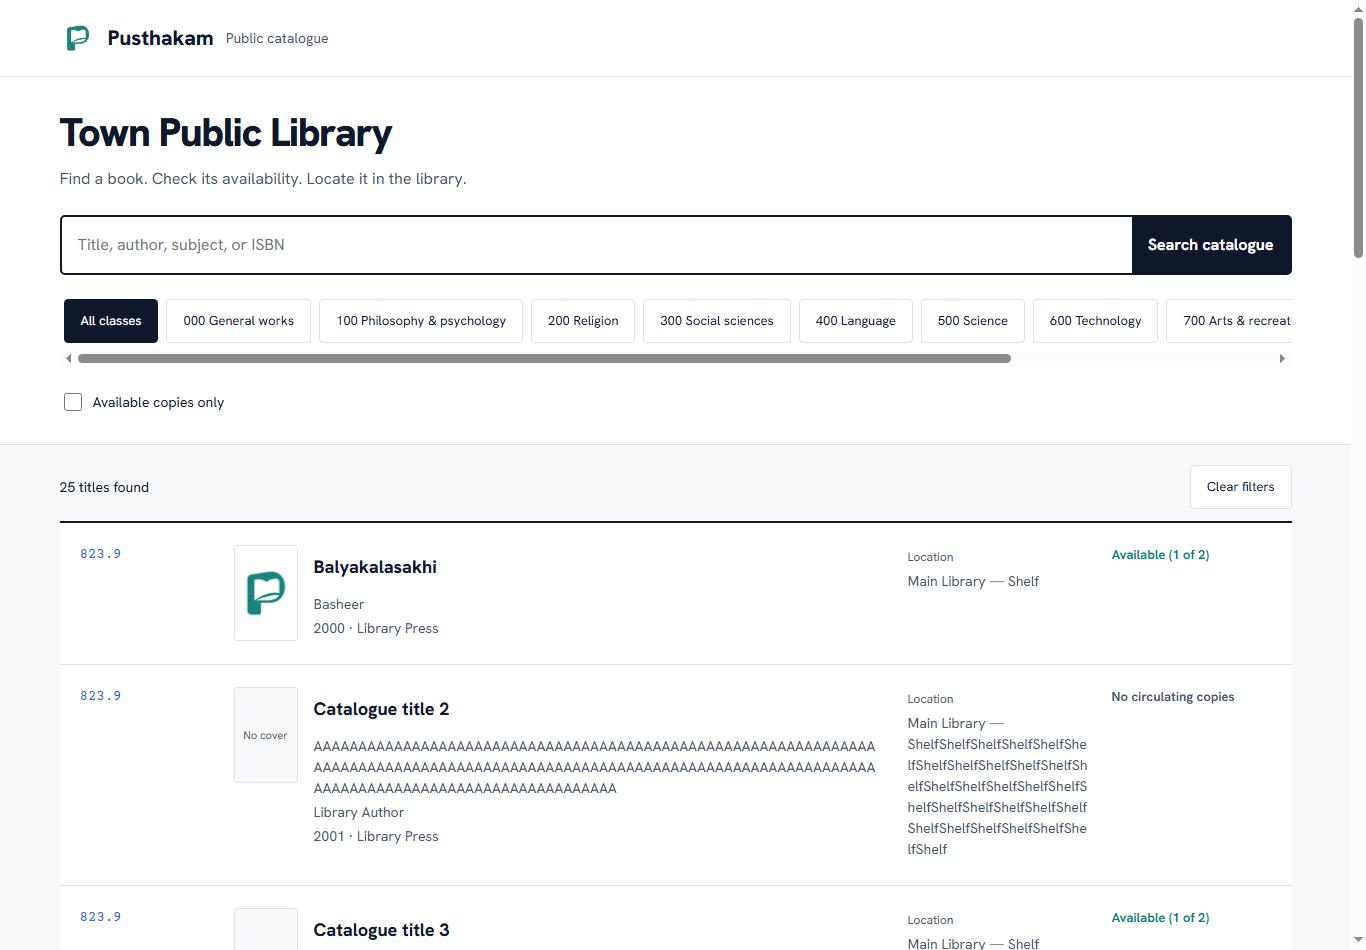 Pusthakam Public catalogue
Town Public Library
Find a book. Check its availability. Locate it in the library.
Title, author, subject, or ISBN
Search catalogue
All classes
000 General works
100 Philosophy & psychology
200 Religion
300 Social sciences
400 Language
500 Science
600 Technology
700 Arts & recreat
Available copies only
25 titles found
Clear filters
823.9
Balyakalasakhi
Basheer
2000 · Library Press
Location
Main Library — Shelf
Available (1 of 2)
823.9
No cover
Catalogue title 2
AAAAAAAAAAAAAAAAAAAAAAAAAAAAAAAAAAAAAAAAAAAAAAAAAAAAAAAAAAAAAAA
AAAAAAAAAAAAAAAAAAAAAAAAAAAAAAAAAAAAAAAAAAAAAAAAAAAAAAAAAAAAAAA
AAAAAAAAAAAAAAAAAAAAAAAAAAAAAAAAAA
Library Author
2001 · Library Press
Location
Main Library —
ShelfShelfShelfShelfShelfShe
lfShelfShelfShelfShelfShelfSh
elfShelfShelfShelfShelfShelfS
helfShelfShelfShelfShelfShelf
ShelfShelfShelfShelfShelfShe
lfShelf
No circulating copies
823.9
Catalogue title 3
Location
Main Library — Shelf
Available (1 of 2)